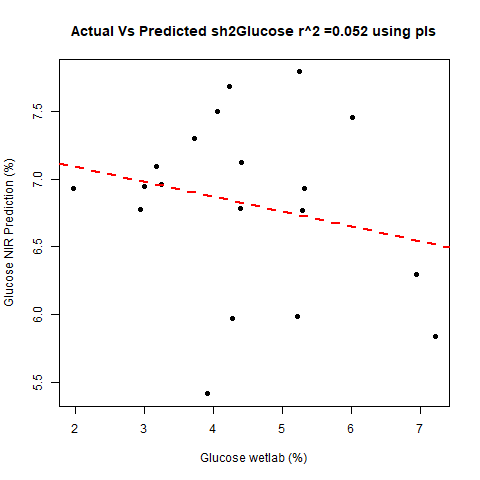 Actual Vs Predicted sh2Glucose r^2 =0.052 using pls
7.5
7.0
6.5
6.0
5.5
Glucose NIR Prediction (%)
2 3 4 5 6 7
Glucose wetlab (%)